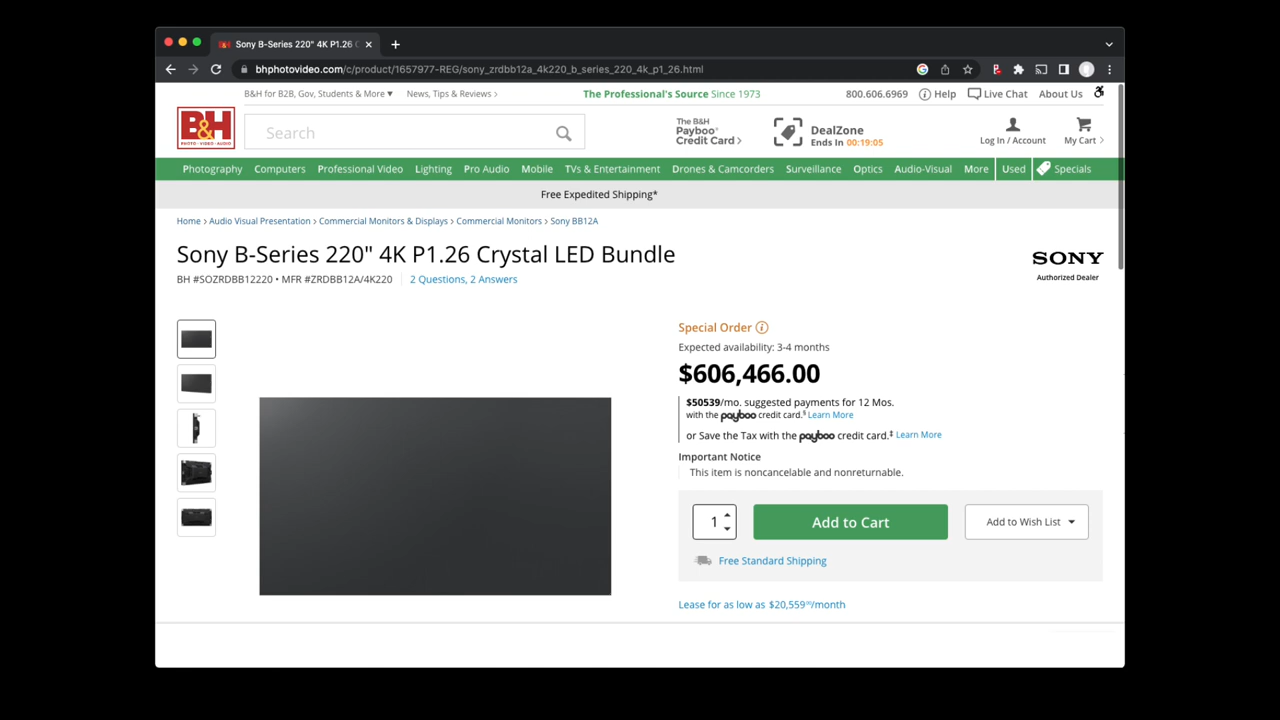 Sony B-Series 220" 4K P1.26 C
bhphotovideo.com/c/product/1657977-REG/sony_zrdbb12a_4k220_b_series_220_4k_p1_26.html
B&H for B2B, Gov, Students & More
News, Tips & Reviews
The Professional's Source Since 1973
800.606.6969
Help
Live Chat
About Us
B&H
PHOTO · VIDEO · AUDIO
Search
The B&H
Payboo
Credit Card
DealZone
Ends In 00:19:05
Log In / Account
My Cart
Photography Computers Professional Video Lighting Pro Audio Mobile TVs & Entertainment Drones & Camcorders Surveillance Optics Audio-Visual More Used Specials
Free Expedited Shipping*
Home > Audio Visual Presentation > Commercial Monitors & Displays > Commercial Monitors > Sony BB12A
Sony B-Series 220" 4K P1.26 Crystal LED Bundle
BH #SOZRDBB12220 • MFR #ZRDBB12A/4K220
2 Questions, 2 Answers
SONY
Authorized Dealer
Special Order
Expected availability: 3-4 months
$606,466.00
$50539/mo. suggested payments for 12 Mos.
with the payboo credit card.§ Learn More
or Save the Tax with the payboo credit card.‡ Learn More
Important Notice
This item is noncancelable and nonreturnable.
1
Add to Cart
Add to Wish List
Free Standard Shipping
Lease for as low as $20,559⁰⁰/month